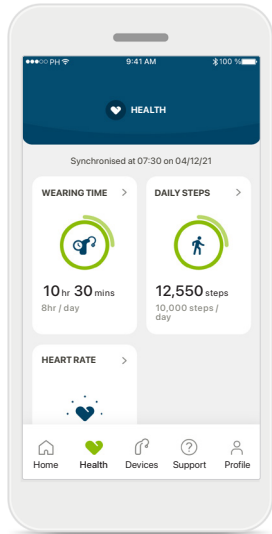 ●●●○○ PH 9:41 AM 100 %
HEALTH
Synchronised at 07:30 on 04/12/21
WEARING TIME > DAILY STEPS >
10 hr 30 mins 12,550 steps
8hr / day 10,000 steps /
day
HEART RATE >
Home Health Devices Support Profile